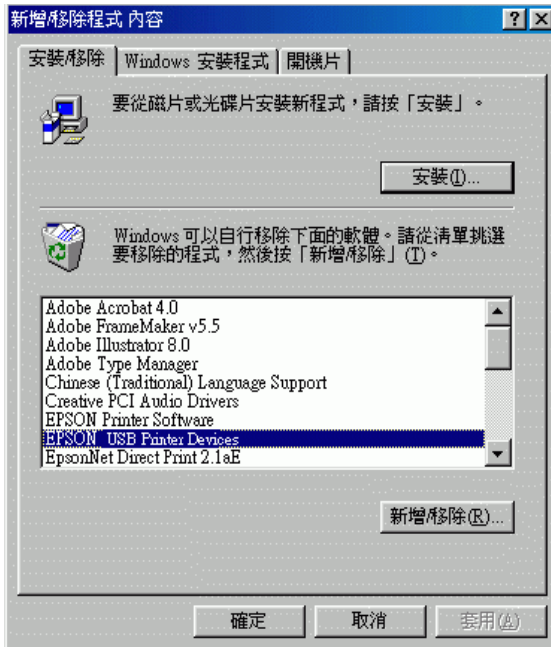 新增/移除程式 內容
安裝/移除
Windows 安裝程式
開機片
要從磁片或光碟片安裝新程式，請按「安裝」。
安裝(I)...
Windows 可以自行移除下面的軟體。請從清單挑選
要移除的程式，然後按「新增/移除」(T)。
Adobe Acrobat 4.0
Adobe FrameMaker v5.5
Adobe Illustrator 8.0
Adobe Type Manager
Chinese (Traditional) Language Support
Creative PCI Audio Drivers
EPSON Printer Software
EPSON USB Printer Devices
EpsonNet Direct Print 2.1aE
新增/移除(R)...
確定
取消
套用(A)